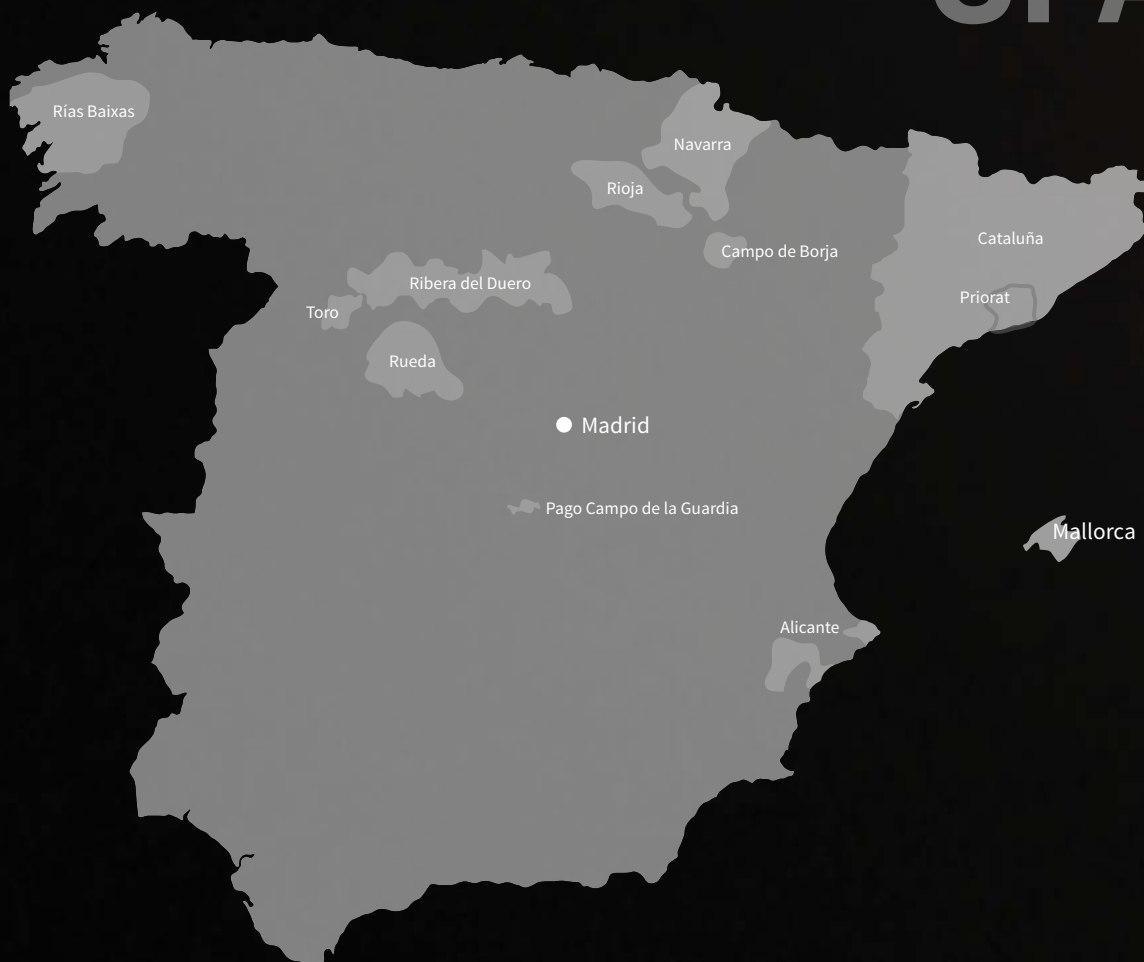 Rías Baixas
Navarra
Rioja
Cataluña
Campo de Borja
Ribera del Duero
Priorat
Toro
Rueda
Madrid
Pago Campo de la Guardia
Mallorca
Alicante